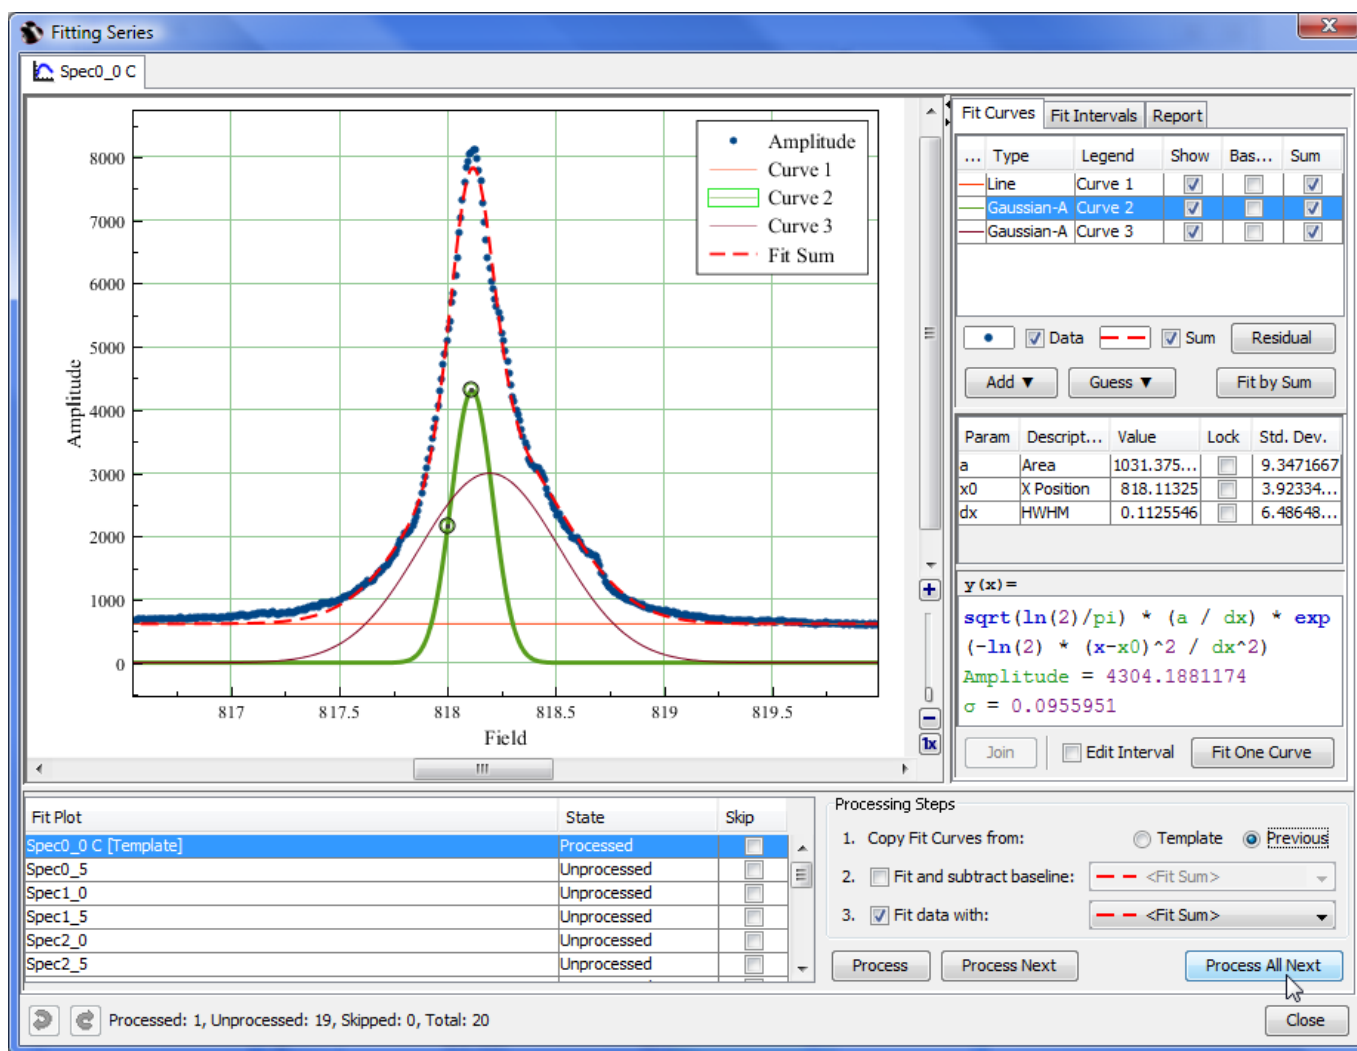 Fitting Series
Spec0_0 C
8000
7000
6000
5000
4000
3000
2000
1000
0
Amplitude
817
817.5
818
818.5
819
819.5
Field
Amplitude
Curve 1
Curve 2
Curve 3
Fit Sum
1x
Fit Curves Fit Intervals Report
... Type Legend Show Bas... Sum
Line Curve 1
Gaussian-A Curve 2
Gaussian-A Curve 3
Data Sum Residual
Add ▼ Guess ▼ Fit by Sum
Param Descript... Value Lock Std. Dev.
a Area 1031.375... 9.3471667
x0 X Position 818.11325 3.92334...
dx HWHM 0.1125546 6.48648...
y(x)=
sqrt(ln(2)/pi) * (a / dx) * exp
(-ln(2) * (x-x0)^2 / dx^2)
Amplitude = 4304.1881174
σ = 0.0955951
Join Edit Interval Fit One Curve
Fit Plot State Skip
Spec0_0 C [Template] Processed
Spec0_5 Unprocessed
Spec1_0 Unprocessed
Spec1_5 Unprocessed
Spec2_0 Unprocessed
Spec2_5 Unprocessed
Processing Steps
1. Copy Fit Curves from: Template Previous
2. Fit and subtract baseline: <Fit Sum>
3. Fit data with: <Fit Sum>
Process Process Next Process All Next
Processed: 1, Unprocessed: 19, Skipped: 0, Total: 20
Close